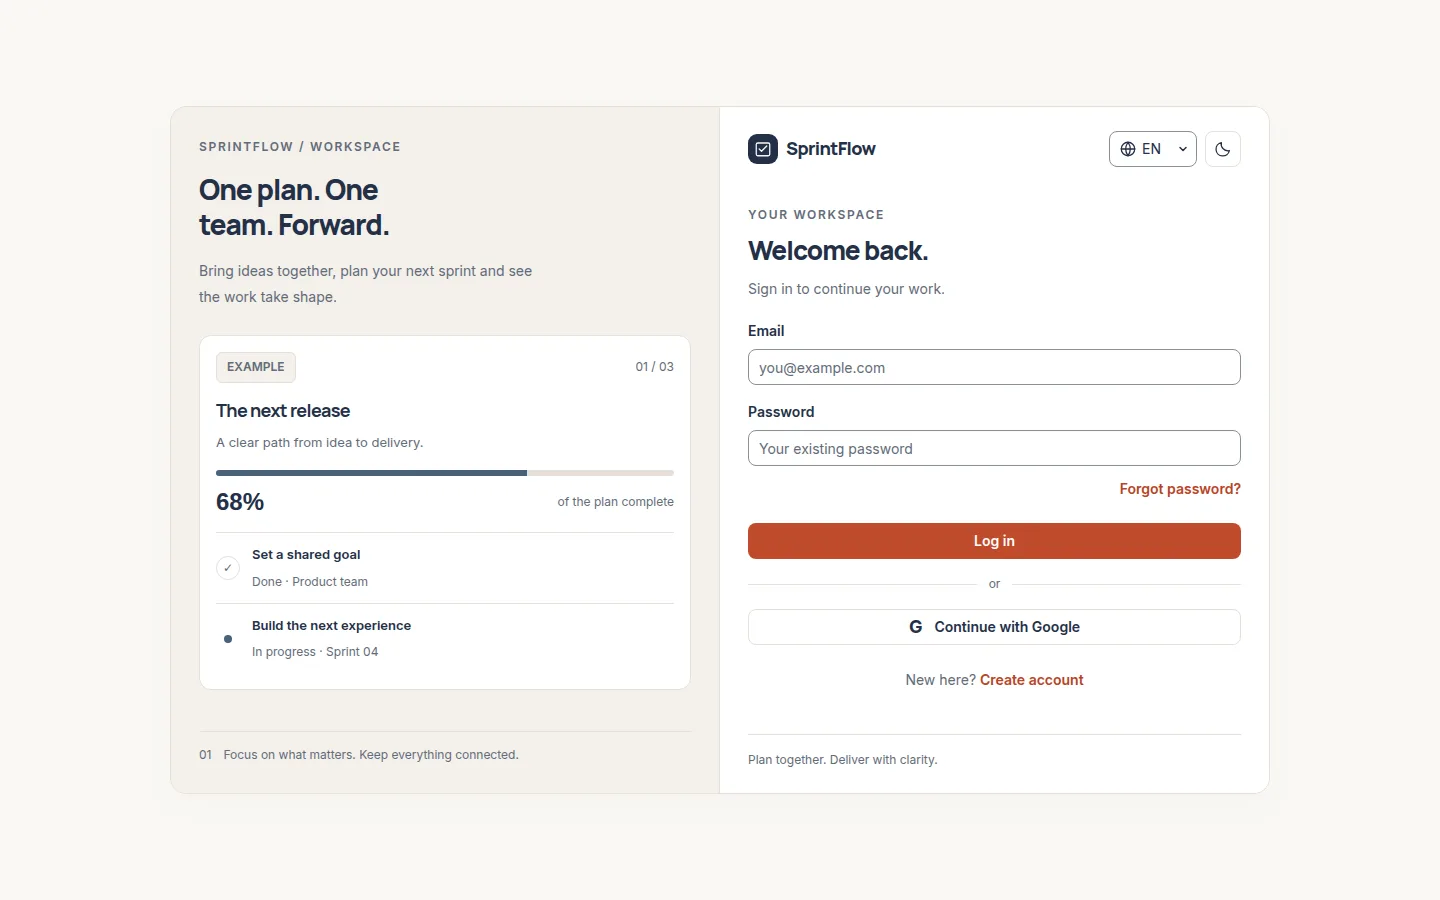 SPRINTFLOW / WORKSPACE
One plan. One
team. Forward.
Bring ideas together, plan your next sprint and see
the work take shape.
EXAMPLE
01 / 03
The next release
A clear path from idea to delivery.
68%
of the plan complete
✓
Set a shared goal
Done · Product team
Build the next experience
In progress · Sprint 04
01 Focus on what matters. Keep everything connected.
SprintFlow
EN
YOUR WORKSPACE
Welcome back.
Sign in to continue your work.
Email
you@example.com
Password
Your existing password
Forgot password?
Log in
or
G Continue with Google
New here? Create account
Plan together. Deliver with clarity.